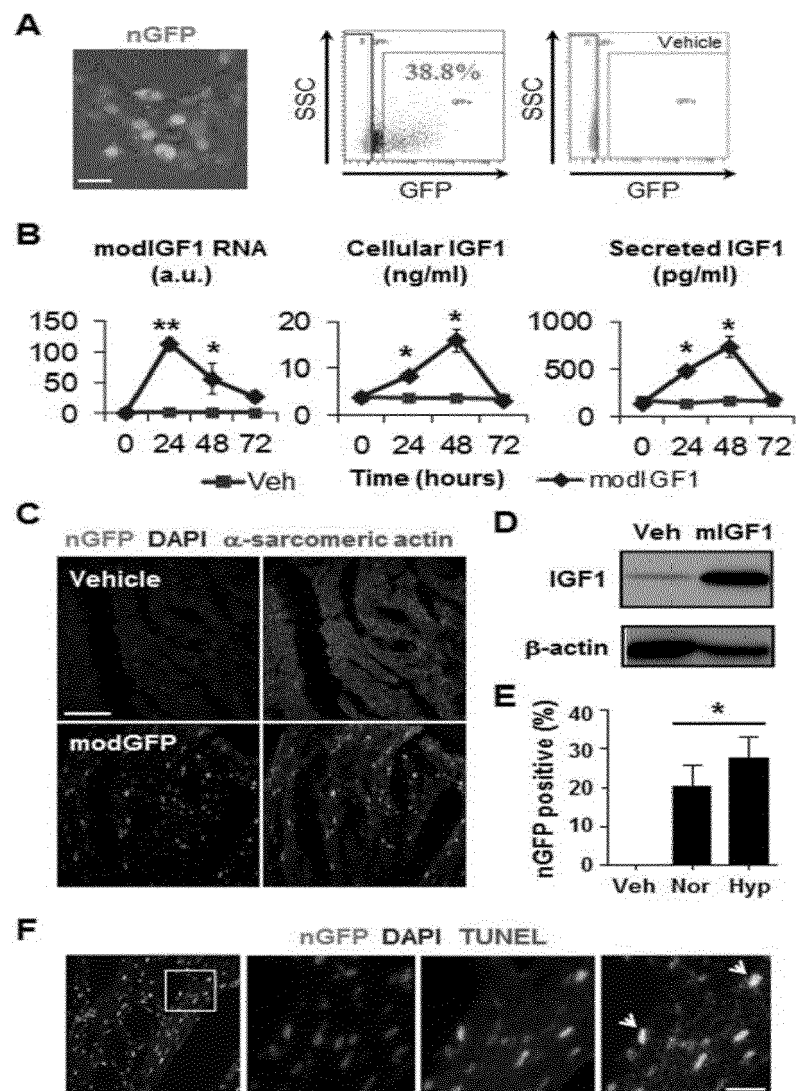 A
nGFP
SSC
38.8%
GFP
SSC
Vehicle
GFP
B
modIGF1 RNA
(a.u.)
Cellular IGF1
(ng/ml)
Secreted IGF1
(pg/ml)
150
100
50
0
** *
0 24 48 72
20
10
0
* *
0 24 48 72
1000
500
0
* *
0 24 48 72
Veh Time (hours) modIGF1
C
nGFP DAPI α-sarcomeric actin
Vehicle
modGFP
D
Veh mIGF1
IGF1
β-actin
E
nGFP positive (%)
40
30
20
10
0
*
Veh Nor Hyp
F
nGFP DAPI TUNEL